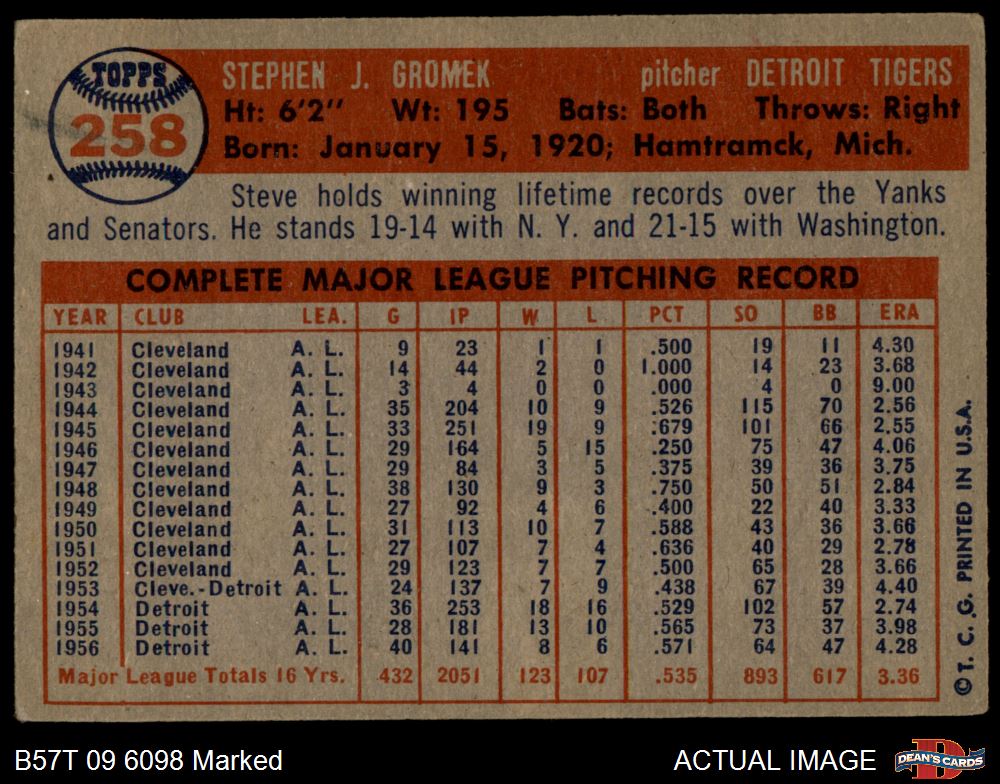 TOPPS
258
STEPHEN J. GROMEK pitcher DETROIT TIGERS
Ht: 6'2" Wt: 195 Bats: Both Throws: Right
Born: January 15, 1920; Hamtramck, Mich.
Steve holds winning lifetime records over the Yanks
and Senators. He stands 19-14 with N. Y. and 21-15 with Washington.
COMPLETE MAJOR LEAGUE PITCHING RECORD
YEAR CLUB LEA. G IP W L PCT SO BB ERA
1941 Cleveland A. L. 9 23 1 1 .500 19 11 4.30
1942 Cleveland A. L. 14 44 2 0 1.000 14 23 3.68
1943 Cleveland A. L. 3 4 0 0 .000 4 0 9.00
1944 Cleveland A. L. 35 204 10 9 .526 115 70 2.56
1945 Cleveland A. L. 33 251 19 9 .679 101 66 2.55
1946 Cleveland A. L. 29 164 5 15 .250 75 47 4.06
1947 Cleveland A. L. 29 84 3 5 .375 39 36 3.75
1948 Cleveland A. L. 38 130 9 3 .750 50 51 2.84
1949 Cleveland A. L. 27 92 4 6 .400 22 40 3.33
1950 Cleveland A. L. 31 113 10 7 .588 43 36 3.66
1951 Cleveland A. L. 27 107 7 4 .636 40 29 2.78
1952 Cleveland A. L. 29 123 7 7 .500 65 28 3.66
1953 Cleve.-Detroit A. L. 24 137 7 9 .438 67 39 4.40
1954 Detroit A. L. 36 253 18 16 .529 102 57 2.74
1955 Detroit A. L. 28 181 13 10 .565 73 37 3.98
1956 Detroit A. L. 40 141 8 6 .571 64 47 4.28
Major League Totals 16 Yrs. 432 2051 123 107 .535 893 617 3.36
©T. C. G. PRINTED IN U.S.A.
B57T 09 6098 Marked ACTUAL IMAGE
D
DEAN'S CARDS